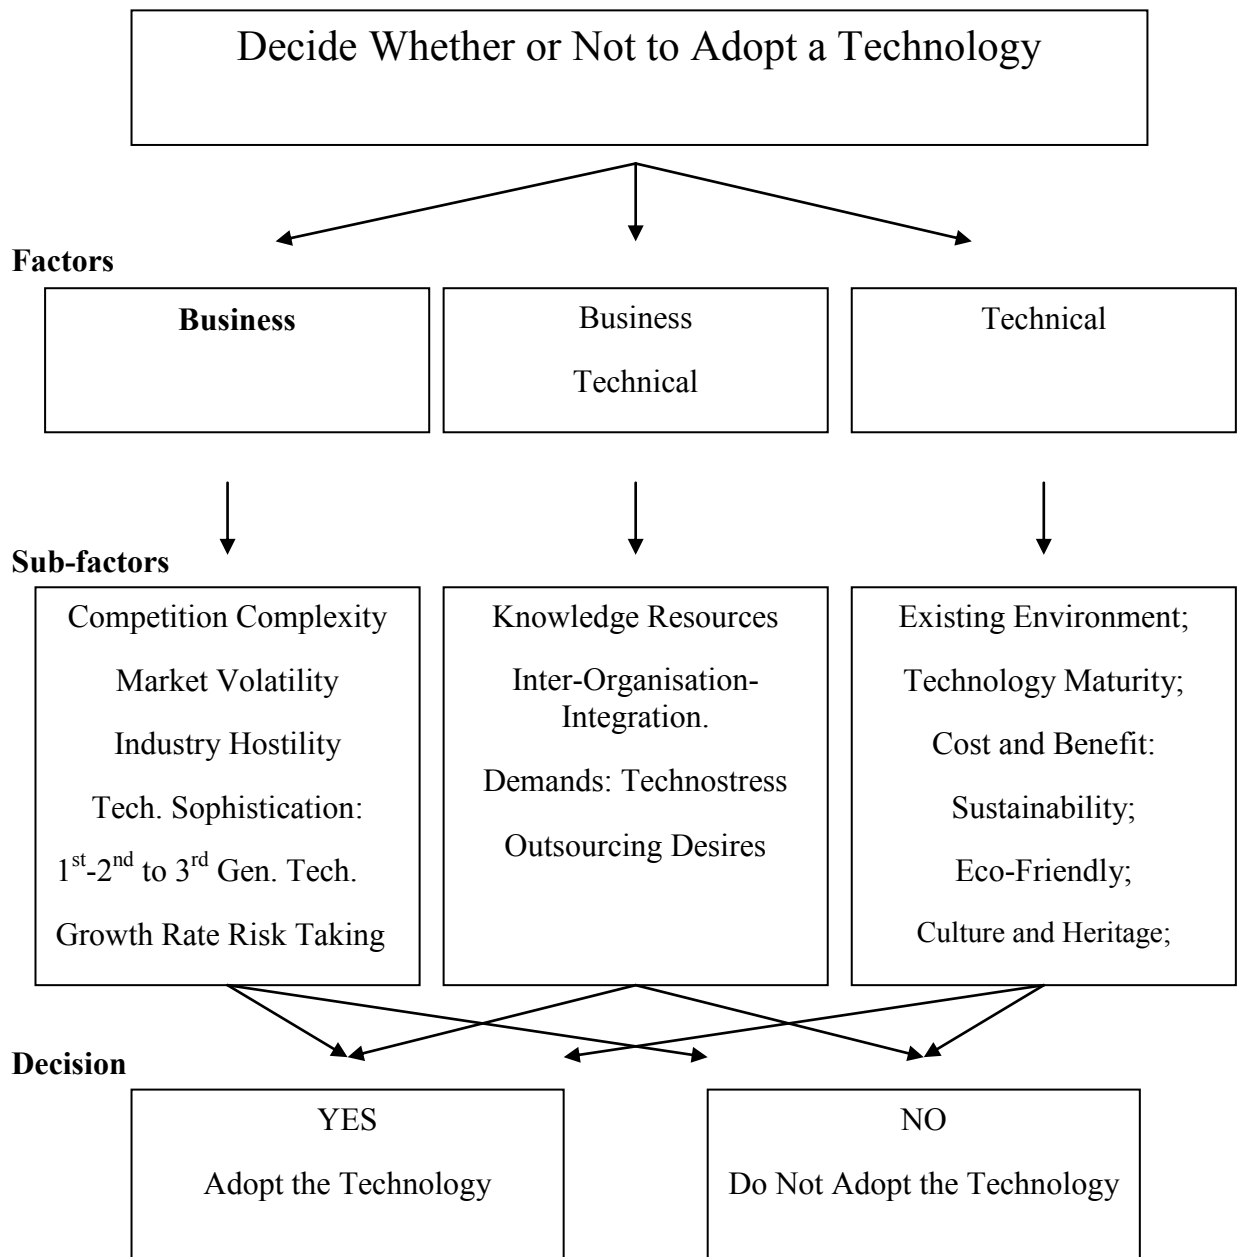 Decide Whether or Not to Adopt a Technology
Factors
Business
Business
Technical
Technical
Sub-factors
Competition Complexity
Market Volatility
Industry Hostility
Tech. Sophistication:
1st-2nd to 3rd Gen. Tech.
Growth Rate Risk Taking
Knowledge Resources
Inter-Organisation-
Integration.
Demands: Technostress
Outsourcing Desires
Existing Environment;
Technology Maturity;
Cost and Benefit:
Sustainability;
Eco-Friendly;
Culture and Heritage;
Decision
YES
Adopt the Technology
NO
Do Not Adopt the Technology